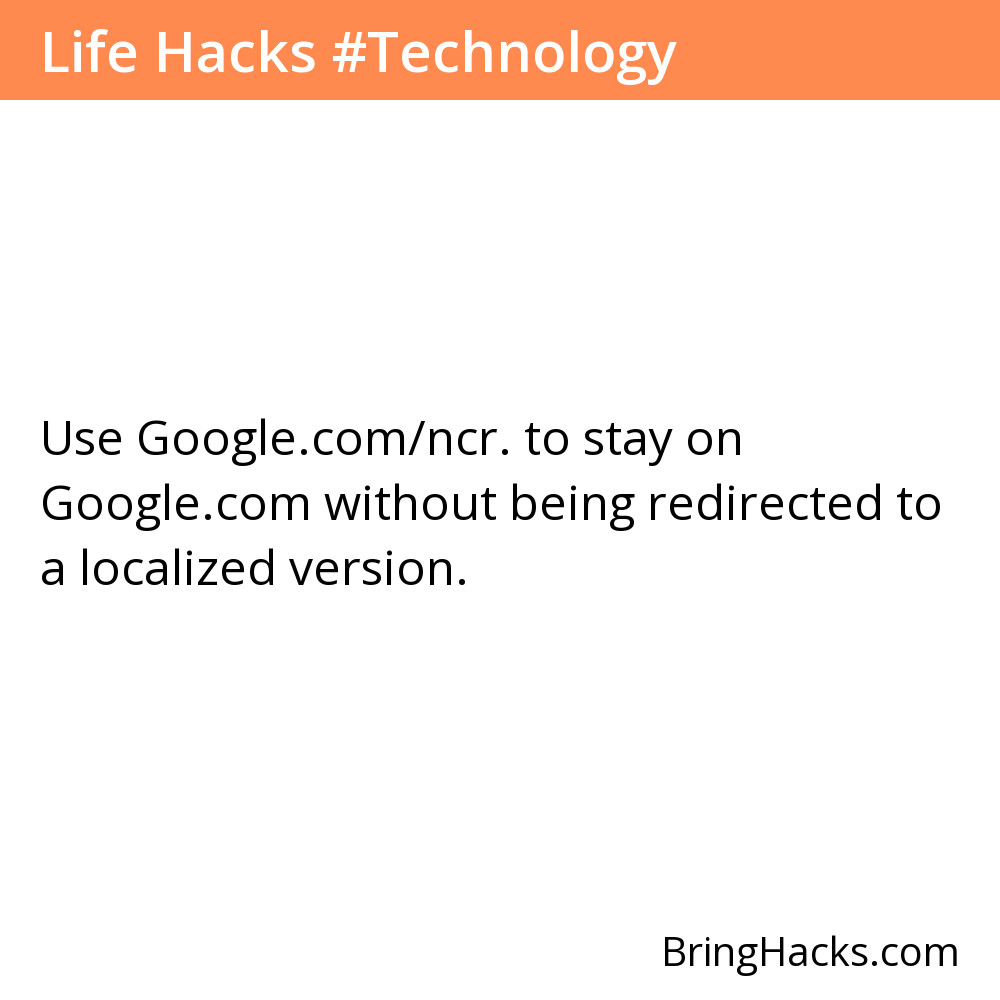 Life Hacks #Technology
Use Google.com/ncr. to stay on
Google.com without being redirected to
a localized version.
BringHacks.com